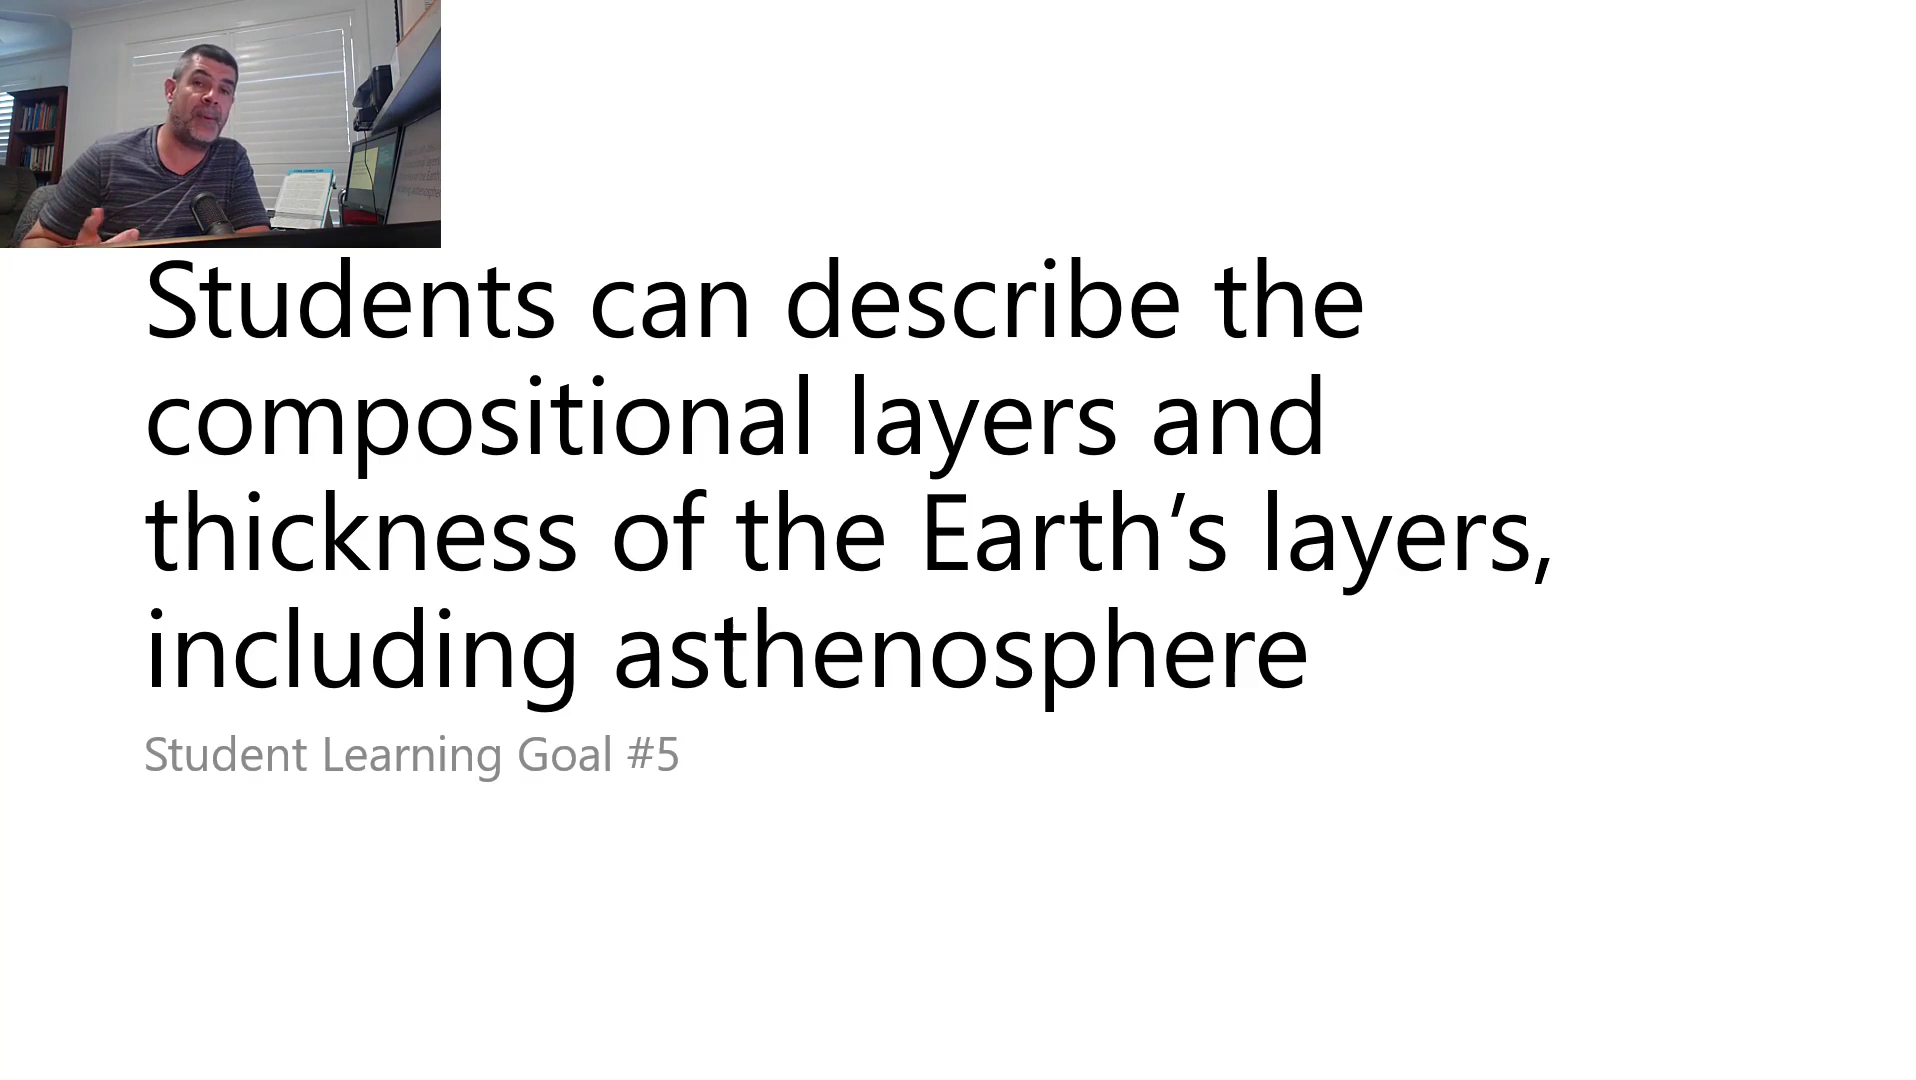 Students can describe the
compositional layers and
thickness of the Earth’s layers,
including asthenosphere
Student Learning Goal #5